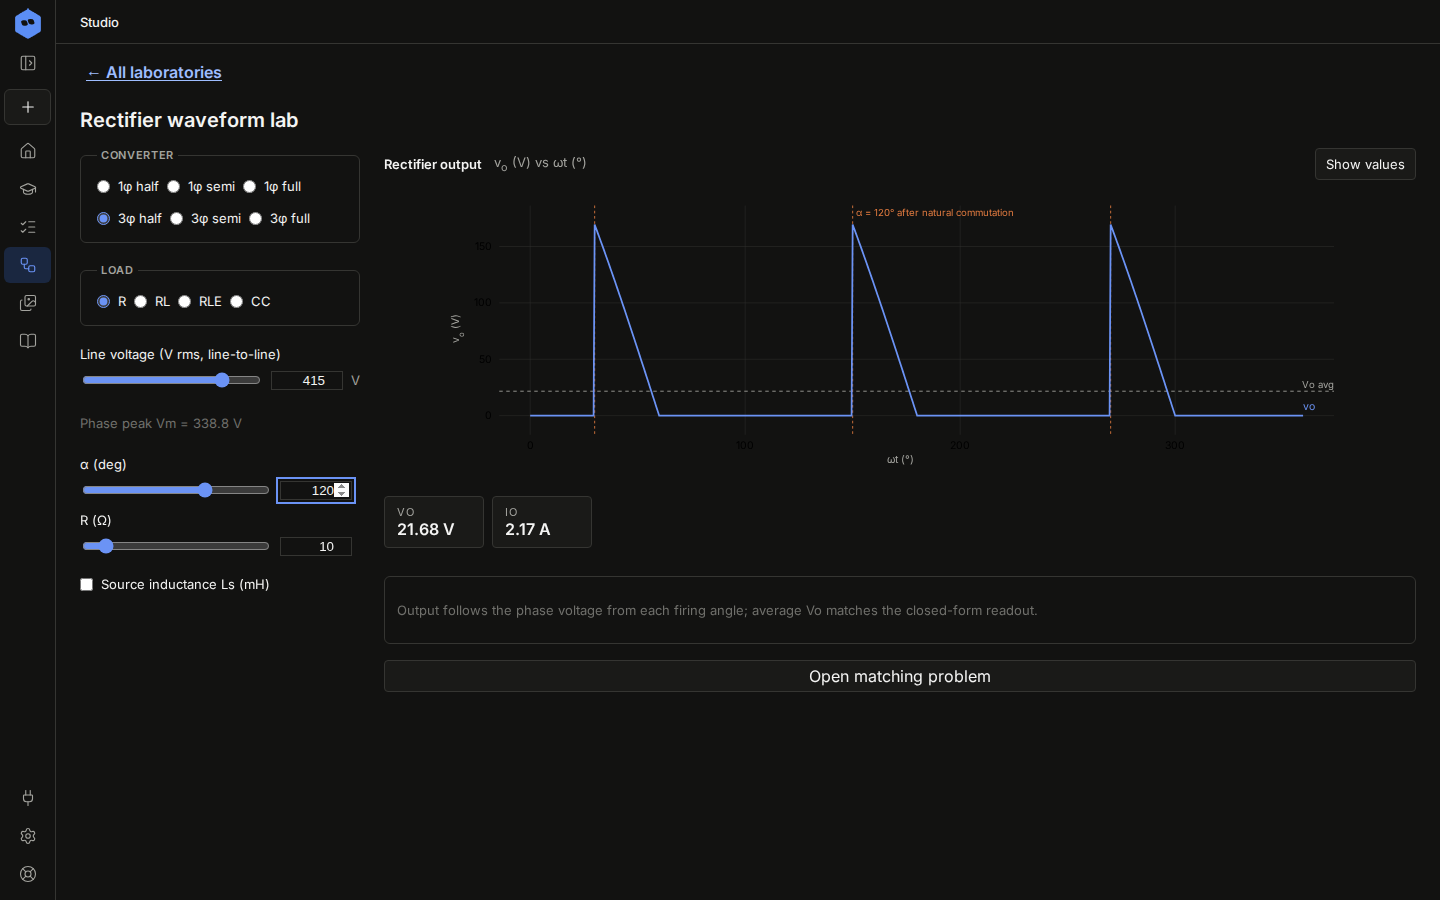 Studio
← All laboratories
Rectifier waveform lab
CONVERTER
1φ half 1φ semi 1φ full
3φ half 3φ semi 3φ full
LOAD
R RL RLE CC
Line voltage (V rms, line-to-line)
415 V
Phase peak Vm = 338.8 V
α (deg)
120
R (Ω)
10
Source inductance Ls (mH)
Rectifier output vo (V) vs ωt (°)
Show values
α = 120° after natural commutation
150
100
50
0
vo (V)
Vo avg
vo
0 100 200 300
ωt (°)
VO
21.68 V
IO
2.17 A
Output follows the phase voltage from each firing angle; average Vo matches the closed-form readout.
Open matching problem